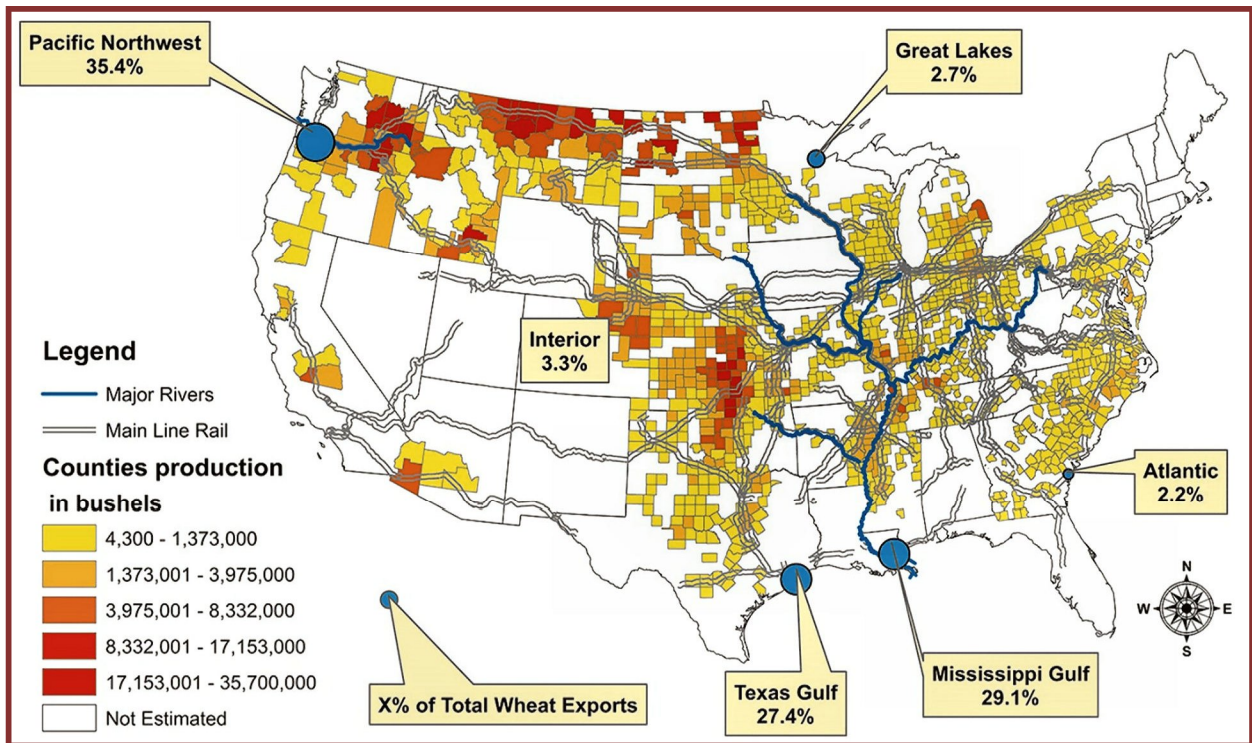 Pacific Northwest
35.4%
Great Lakes
2.7%
Interior
3.3%
Atlantic
2.2%
Mississippi Gulf
29.1%
Texas Gulf
27.4%
X% of Total Wheat Exports
Legend
Major Rivers
Main Line Rail
Counties production
in bushels
4,300 - 1,373,000
1,373,001 - 3,975,000
3,975,001 - 8,332,000
8,332,001 - 17,153,000
17,153,001 - 35,700,000
Not Estimated
N
W E
S